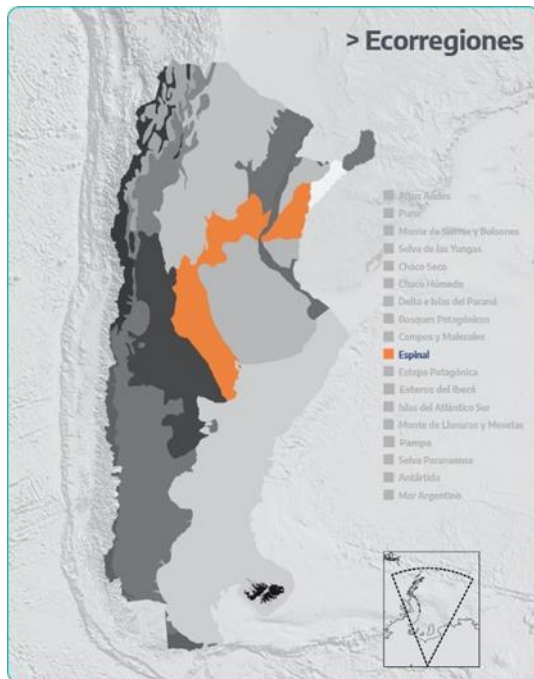 > Ecorregiones
Altos Andes
Puna
Monte de Sierras y Bolsones
Selva de las Yungas
Chaco Seco
Chaco Húmedo
Delta e Islas del Paraná
Bosques Patagónicos
Campos y Malezales
Espinal
Estepa Patagónica
Esteros del Iberá
Islas del Atlántico Sur
Monte de Llanuras y Mesetas
Pampa
Selva Paranaense
Antártida
Mar Argentino